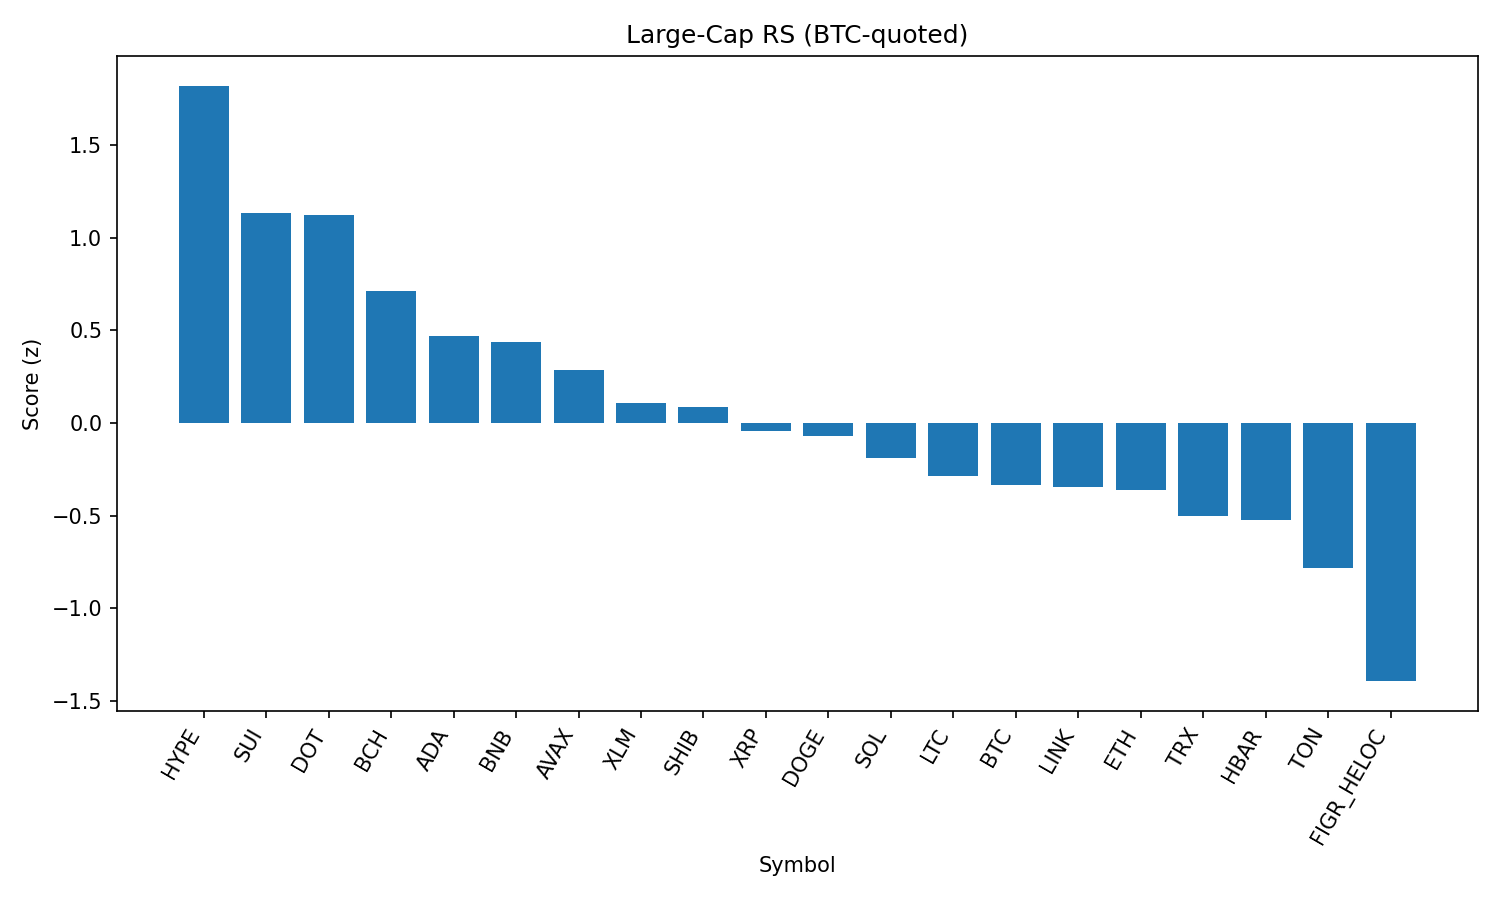 Large-Cap RS (BTC-quoted)
Score (z)
1.5
1.0
0.5
0.0
−0.5
−1.0
−1.5
HYPE
SUI
DOT
BCH
ADA
BNB
AVAX
XLM
SHIB
XRP
DOGE
SOL
LTC
BTC
LINK
ETH
TRX
HBAR
TON
FIGR_HELOC
Symbol